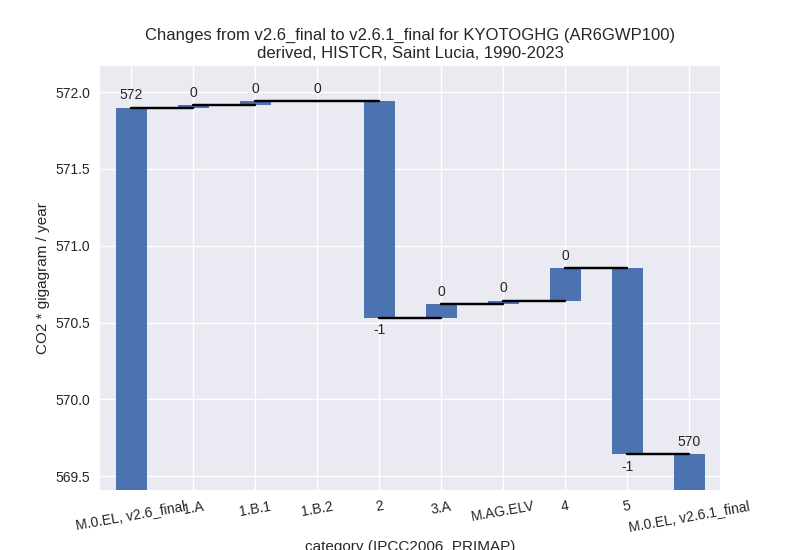 Changes from v2.6_final to v2.6.1_final for KYOTOGHG (AR6GWP100)
derived, HISTCR, Saint Lucia, 1990-2023
CO2 * gigagram / year
572.0
571.5
571.0
570.5
570.0
569.5
572
0
0
0
-1
0
0
0
-1
570
M.0.EL, v2.6_final
1.A
1.B.1
1.B.2
2
3.A
M.AG.ELV
4
5
M.0.EL, v2.6.1_final
category (IPCC2006_PRIMAP)